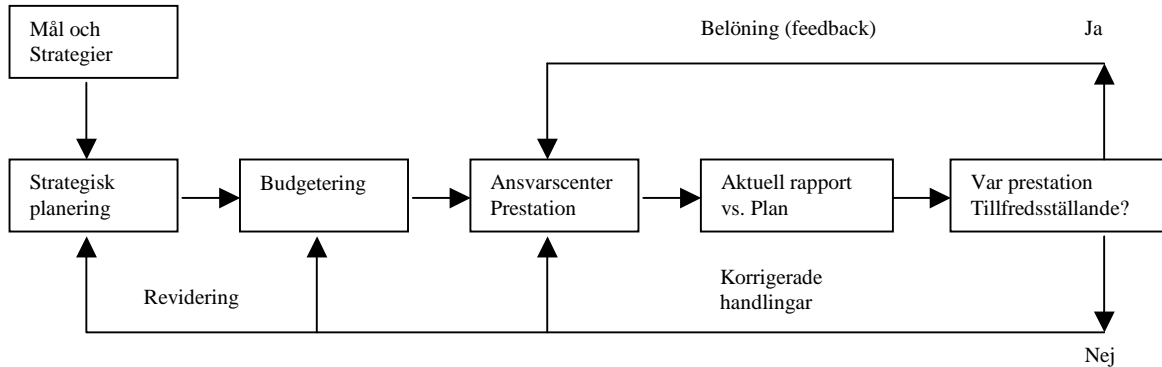 Mål och
Strategier
Belöning (feedback)
Ja
Strategisk
planering
Budgetering
Ansvarscenter
Prestation
Aktuell rapport
vs. Plan
Var prestation
Tillfredsställande?
Revidering
Korrigerade
handlingar
Nej